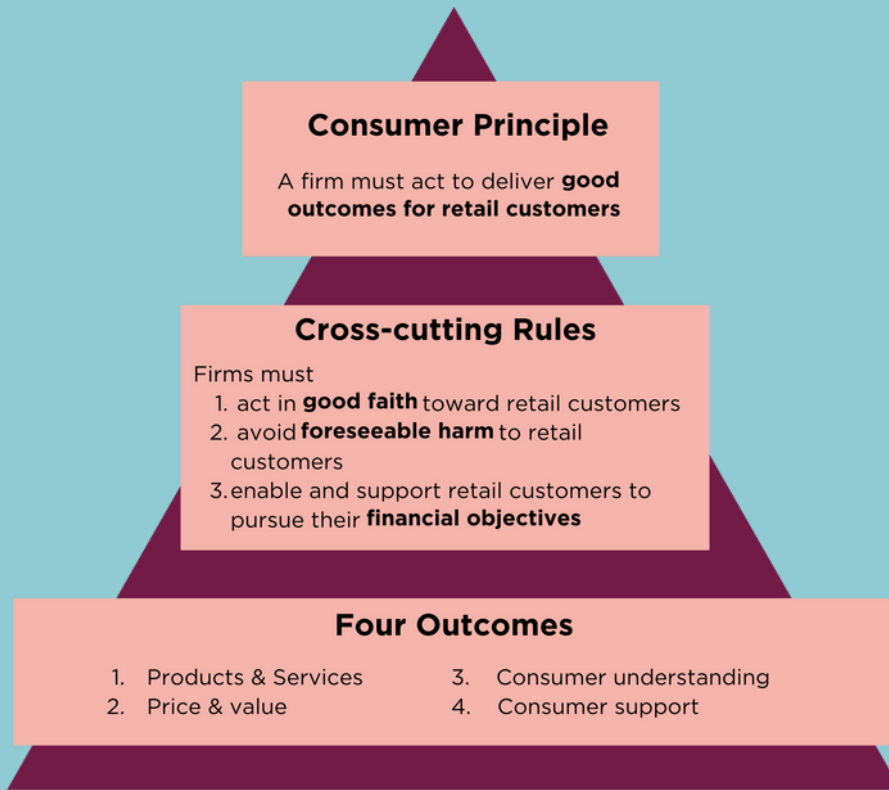 Consumer Principle
A firm must act to deliver good
outcomes for retail customers
Cross-cutting Rules
Firms must
1. act in good faith toward retail customers
2. avoid foreseeable harm to retail
customers
3. enable and support retail customers to
pursue their financial objectives
Four Outcomes
1. Products & Services
2. Price & value
3. Consumer understanding
4. Consumer support